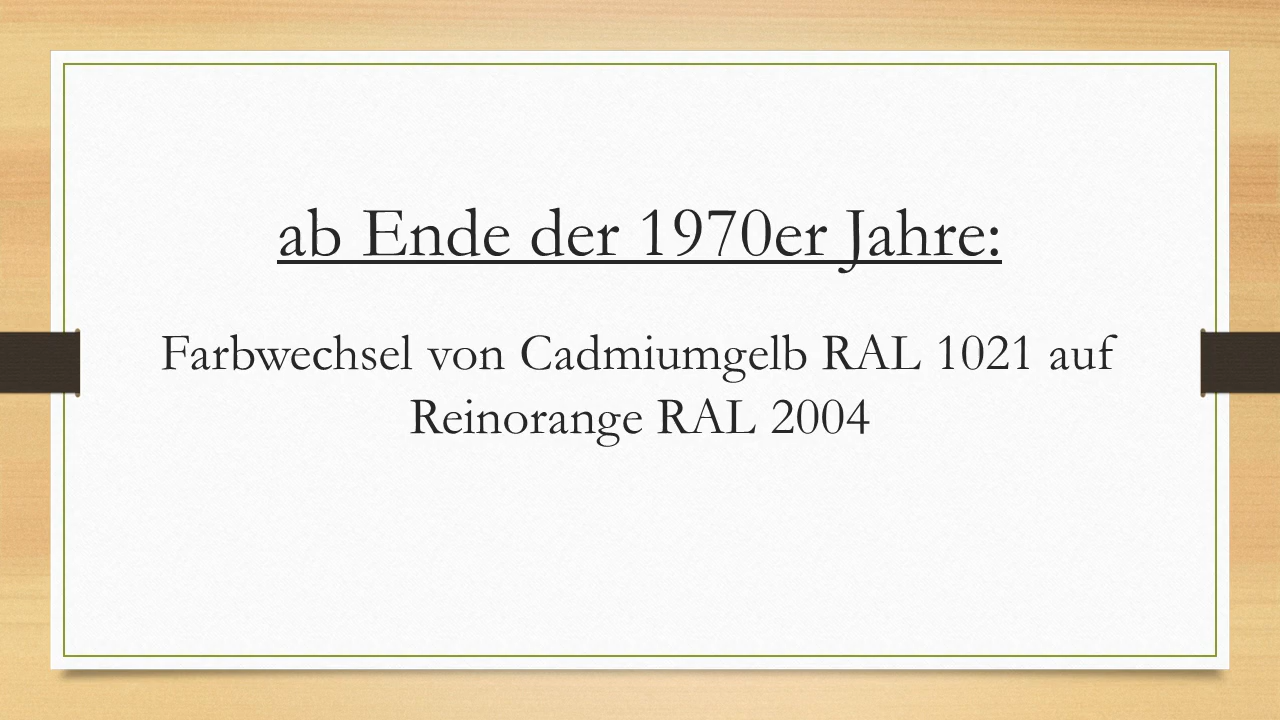 ab Ende der 1970er Jahre:
Farbwechsel von Cadmiumgelb RAL 1021 auf
Reinorange RAL 2004